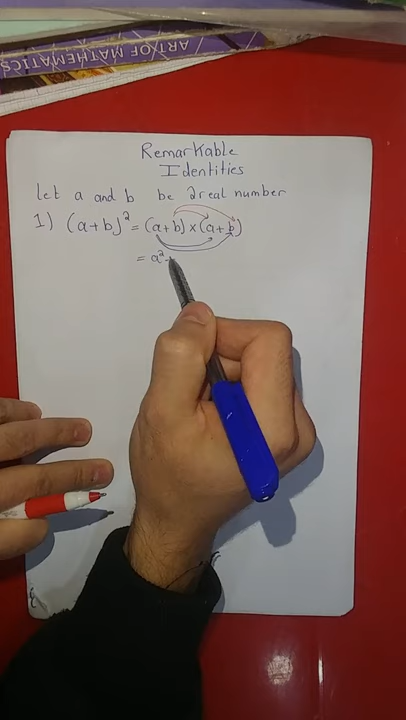 ART OF MATHEMATICS
Remarkable
Identities
let a and b be 2 real number
1) (a+b)² = (a+b)×(a+b)
= a² +